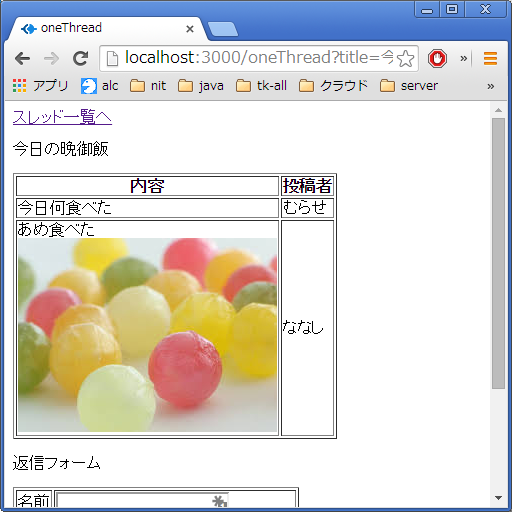 oneThread
localhost:3000/oneThread?title=今
アプリ alc nit java tk-all クラウド server »
スレッド一覧へ
今日の晩御飯
内容 投稿者
今日何食べた むらせ
あめ食べた
ななし
返信フォーム
名前